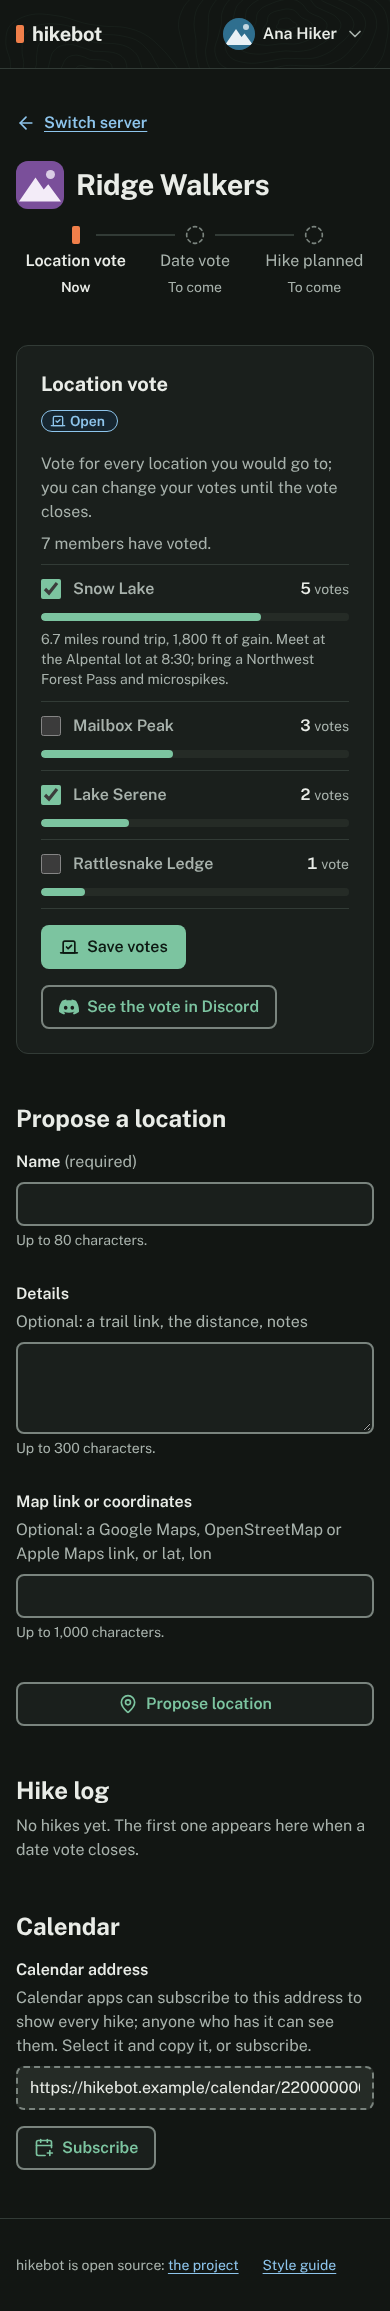 hikebot
Ana Hiker
Switch server
Ridge Walkers
Location vote
Date vote
Hike planned
Now
To come
To come
Location vote
Open
Vote for every location you would go to;
you can change your votes until the vote
closes.
7 members have voted.
Snow Lake
5 votes
6.7 miles round trip, 1,800 ft of gain. Meet at
the Alpental lot at 8:30; bring a Northwest
Forest Pass and microspikes.
Mailbox Peak
3 votes
Lake Serene
2 votes
Rattlesnake Ledge
1 vote
Save votes
See the vote in Discord
Propose a location
Name (required)
Up to 80 characters.
Details
Optional: a trail link, the distance, notes
Up to 300 characters.
Map link or coordinates
Optional: a Google Maps, OpenStreetMap or
Apple Maps link, or lat, lon
Up to 1,000 characters.
Propose location
Hike log
No hikes yet. The first one appears here when a
date vote closes.
Calendar
Calendar address
Calendar apps can subscribe to this address to
show every hike; anyone who has it can see
them. Select it and copy it, or subscribe.
https://hikebot.example/calendar/22000000
Subscribe
hikebot is open source: the project
Style guide